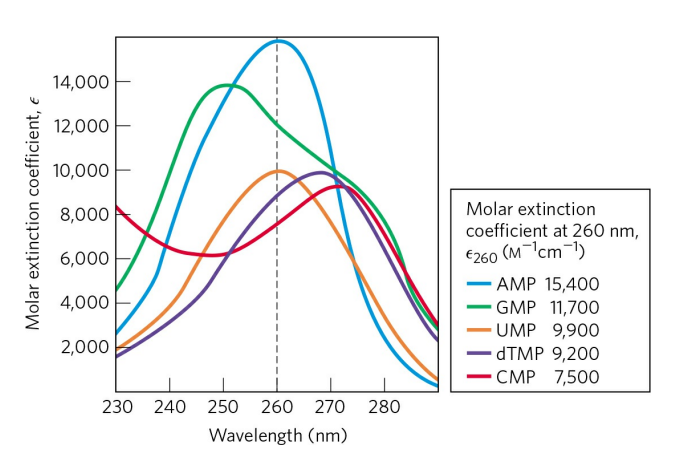 Molar extinction coefficient, ϵ
14,000
12,000
10,000
8,000
6,000
4,000
2,000
230 240 250 260 270 280
Wavelength (nm)
Molar extinction
coefficient at 260 nm,
ϵ₂₆₀ (M⁻¹cm⁻¹)
AMP 15,400
GMP 11,700
UMP 9,900
dTMP 9,200
CMP 7,500